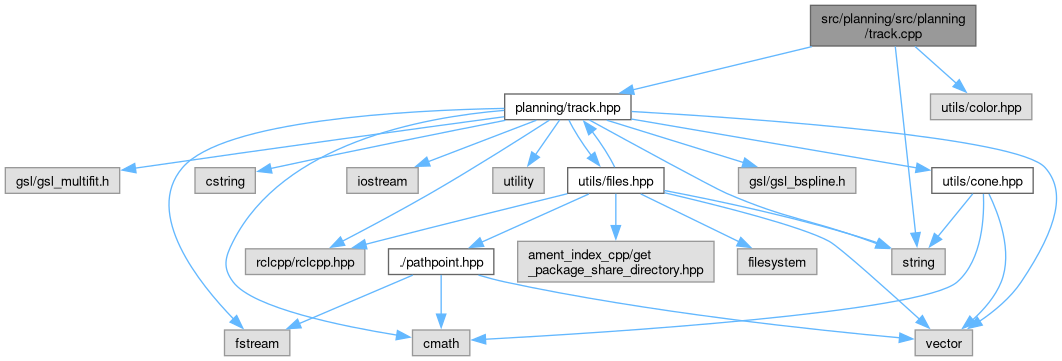 src/planning/src/planning
/track.cpp
planning/track.hpp
utils/color.hpp
gsl/gsl_multifit.h
cstring
iostream
utility
utils/files.hpp
gsl/gsl_bspline.h
utils/cone.hpp
rclcpp/rclcpp.hpp
./pathpoint.hpp
ament_index_cpp/get
_package_share_directory.hpp
filesystem
string
fstream
cmath
vector